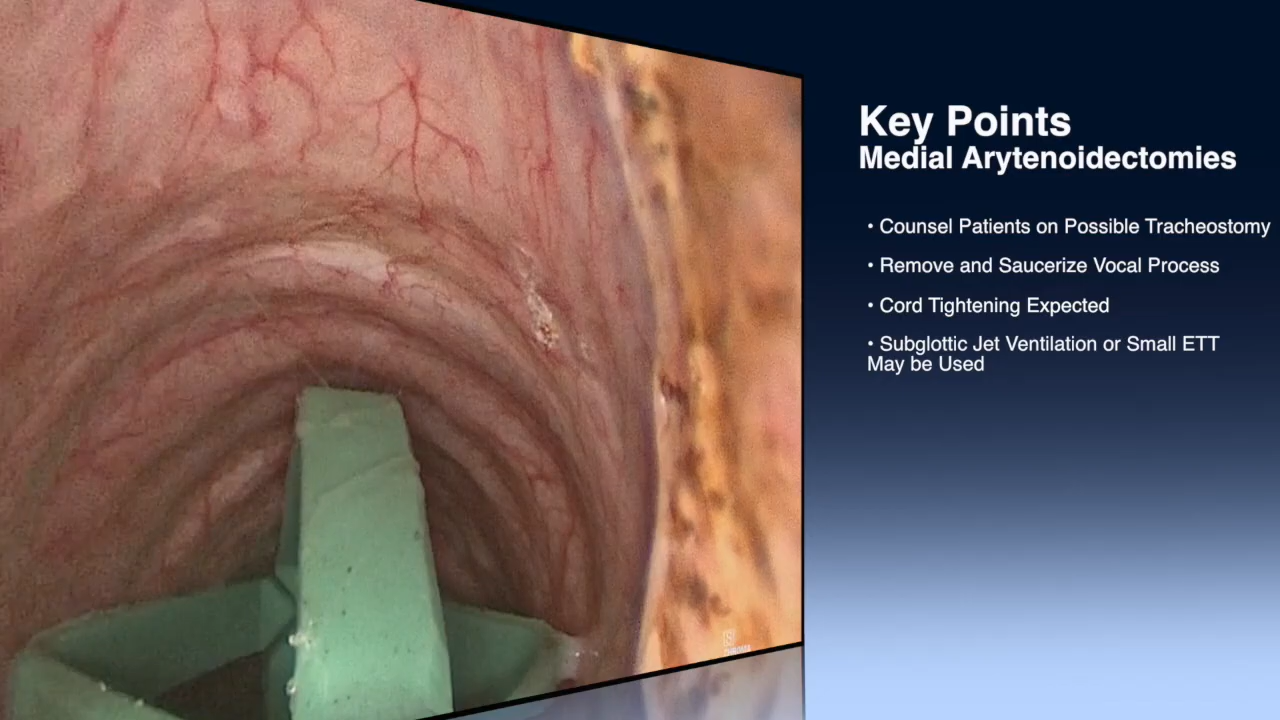 Key Points
Medial Arytenoidectomies
• Counsel Patients on Possible Tracheostomy
• Remove and Saucerize Vocal Process
• Cord Tightening Expected
• Subglottic Jet Ventilation or Small ETT
May be Used